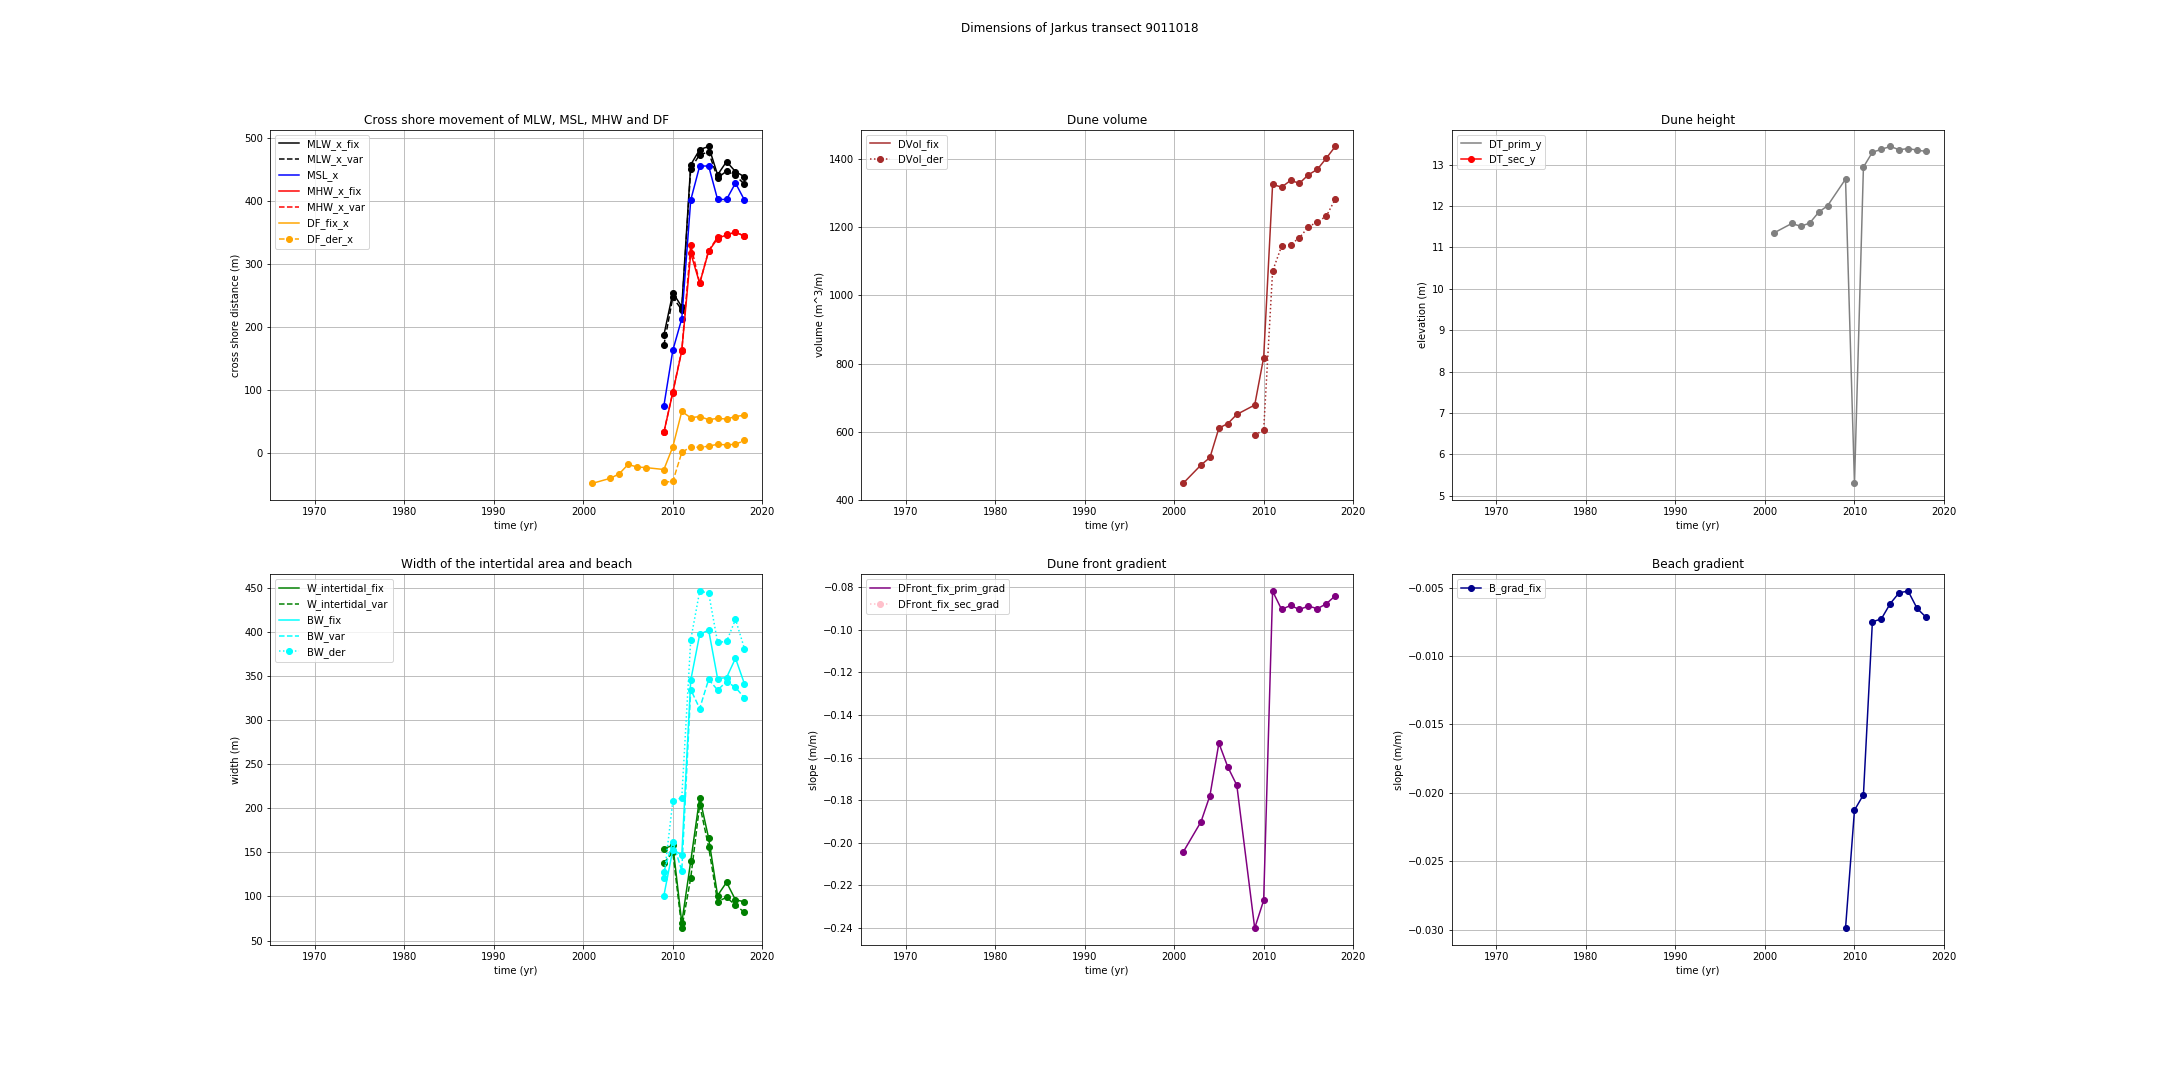 Dimensions of Jarkus transect 9011018
Cross shore movement of MLW, MSL, MHW and DF
cross shore distance (m)
500
400
300
200
100
0
MLW_x_fix
MLW_x_var
MSL_x
MHW_x_fix
MHW_x_var
DF_fix_x
DF_der_x
1970 1980 1990 2000 2010 2020
time (yr)
Dune volume
volume (m^3/m)
1400
1200
1000
800
600
400
DVol_fix
DVol_der
1970 1980 1990 2000 2010 2020
time (yr)
Dune height
elevation (m)
13
12
11
10
9
8
7
6
5
DT_prim_y
DT_sec_y
1970 1980 1990 2000 2010 2020
time (yr)
Width of the intertidal area and beach
width (m)
450
400
350
300
250
200
150
100
50
W_intertidal_fix
W_intertidal_var
BW_fix
BW_var
BW_der
1970 1980 1990 2000 2010 2020
time (yr)
Dune front gradient
slope (m/m)
−0.08
−0.10
−0.12
−0.14
−0.16
−0.18
−0.20
−0.22
−0.24
DFront_fix_prim_grad
DFront_fix_sec_grad
1970 1980 1990 2000 2010 2020
time (yr)
Beach gradient
slope (m/m)
−0.005
−0.010
−0.015
−0.020
−0.025
−0.030
B_grad_fix
1970 1980 1990 2000 2010 2020
time (yr)